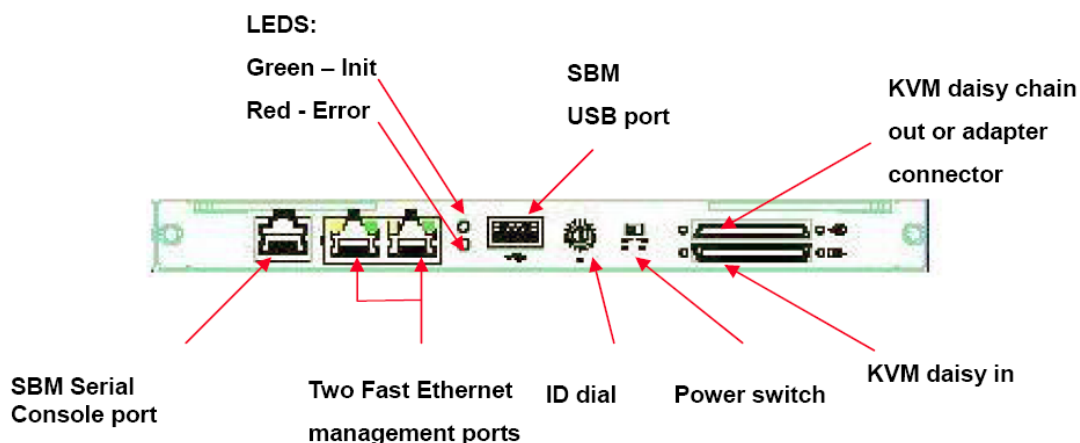 LEDS:
Green – Init
Red - Error
SBM
USB port
KVM daisy chain
out or adapter
connector
SBM Serial
Console port
Two Fast Ethernet
management ports
ID dial
Power switch
KVM daisy in